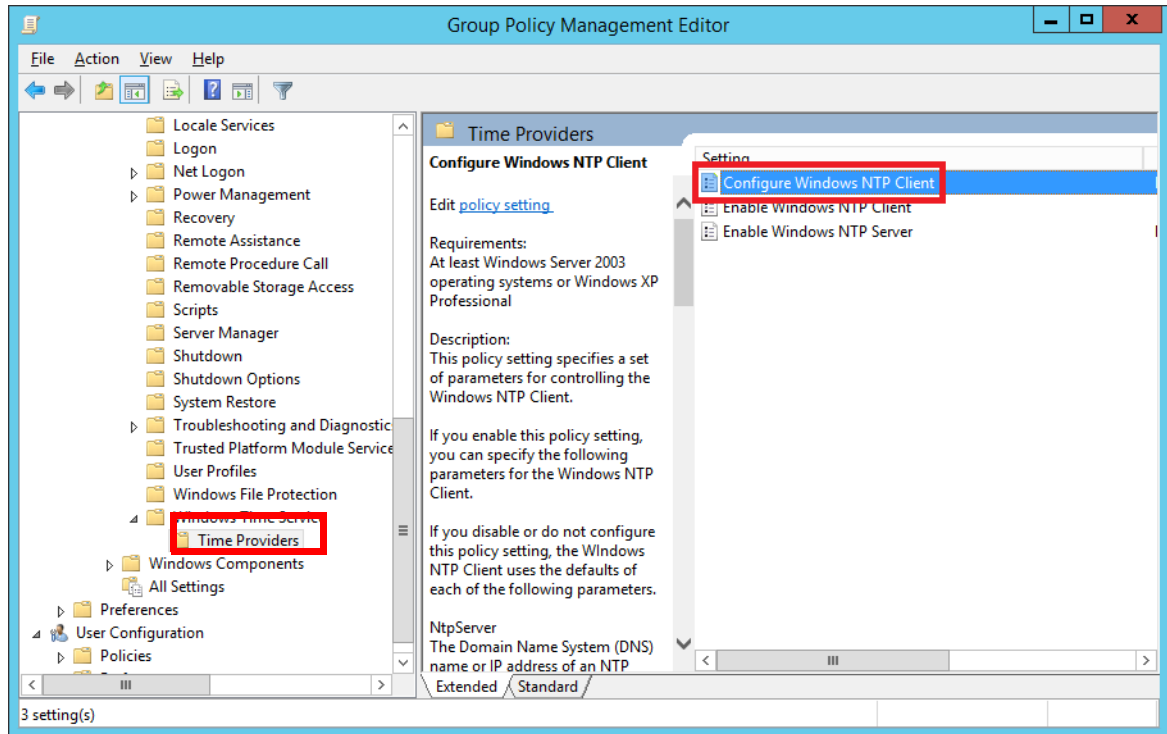 Group Policy Management Editor
File Action View Help
Locale Services
Logon
Net Logon
Power Management
Recovery
Remote Assistance
Remote Procedure Call
Removable Storage Access
Scripts
Server Manager
Shutdown
Shutdown Options
System Restore
Troubleshooting and Diagnostic
Trusted Platform Module Service
User Profiles
Windows File Protection
Windows Time Servic
Time Providers
Windows Components
All Settings
Preferences
User Configuration
Policies
Time Providers
Configure Windows NTP Client
Edit policy setting
Requirements:
At least Windows Server 2003
operating systems or Windows XP
Professional
Description:
This policy setting specifies a set
of parameters for controlling the
Windows NTP Client.
If you enable this policy setting,
you can specify the following
parameters for the Windows NTP
Client.
If you disable or do not configure
this policy setting, the WIndows
NTP Client uses the defaults of
each of the following parameters.
NtpServer
The Domain Name System (DNS)
name or IP address of an NTP
Setting
Configure Windows NTP Client
Enable Windows NTP Client
Enable Windows NTP Server
Extended Standard
3 setting(s)